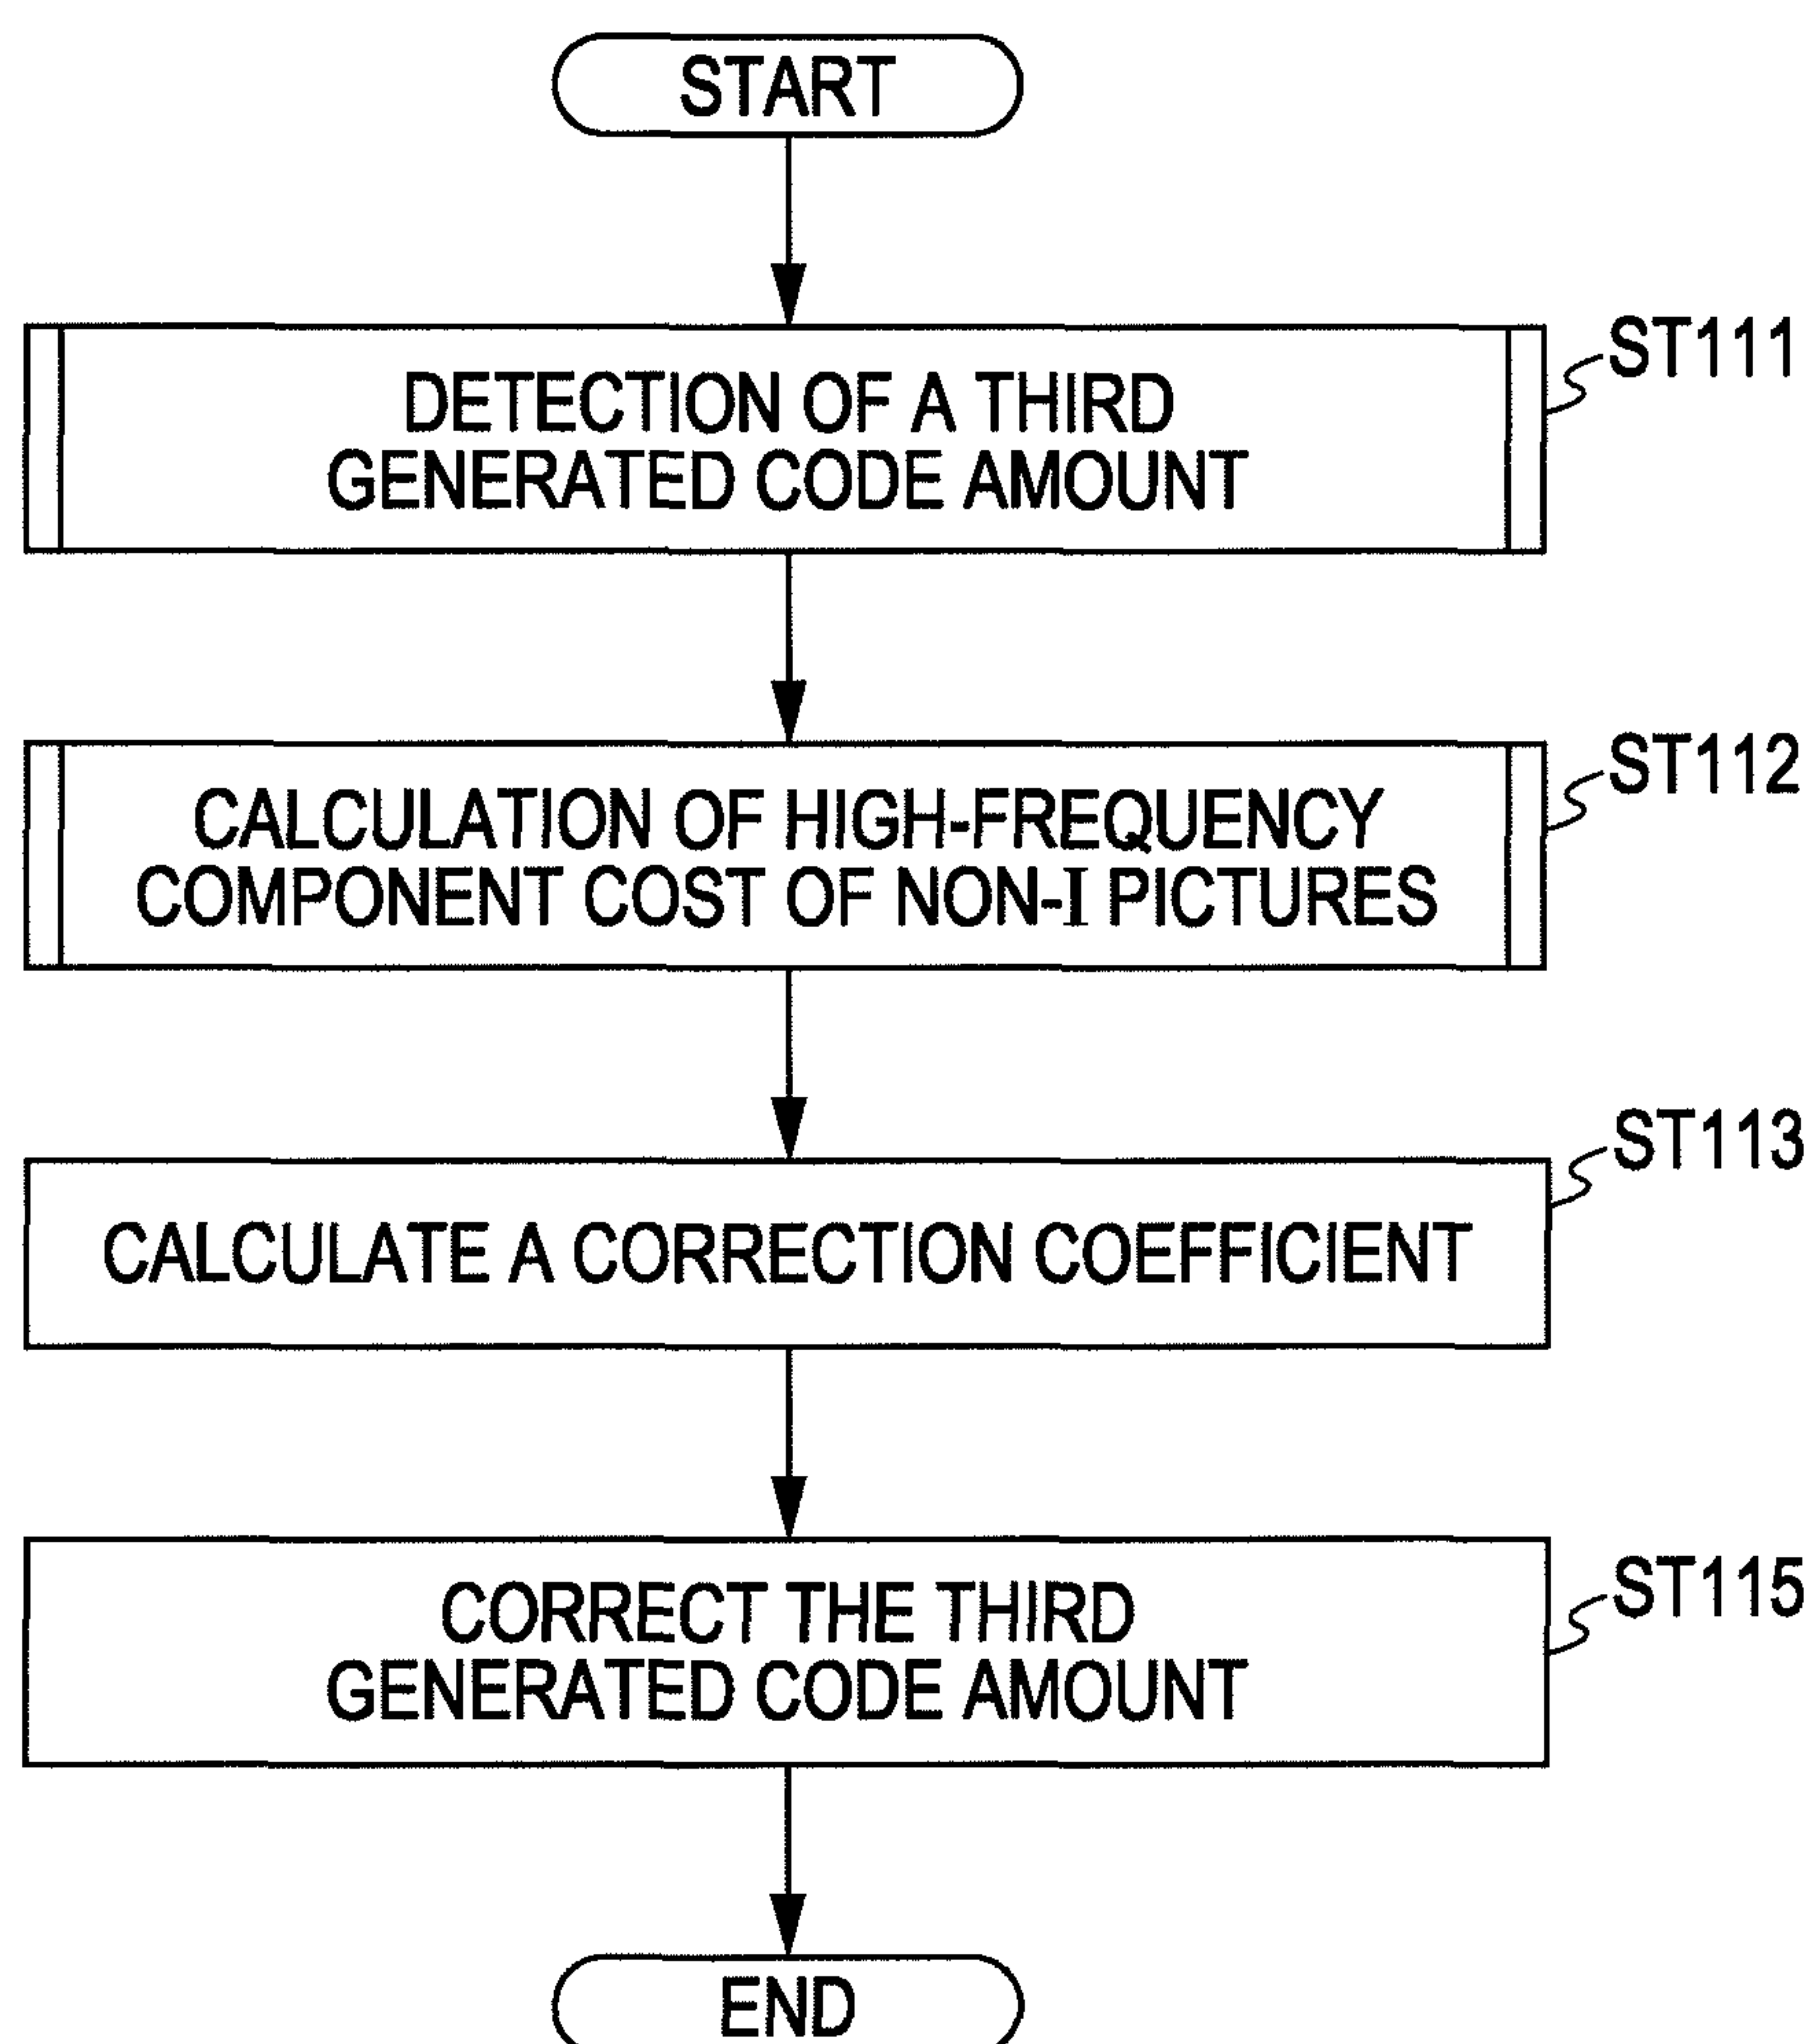 START
ST111
DETECTION OF A THIRD
GENERATED CODE AMOUNT
ST112
CALCULATION OF HIGH-FREQUENCY
COMPONENT COST OF NON-I PICTURES
ST113
CALCULATE A CORRECTION COEFFICIENT
ST115
CORRECT THE THIRD
GENERATED CODE AMOUNT
END